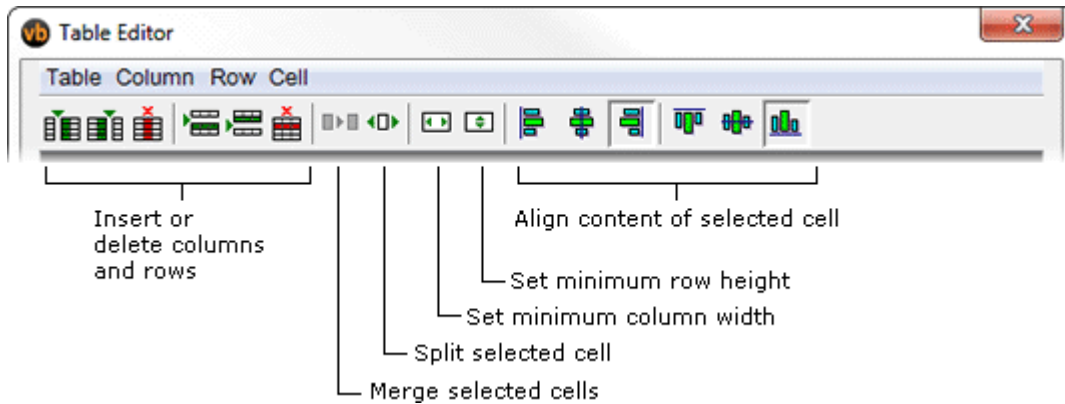 vb Table Editor
Table Column Row Cell
Insert or
delete columns
and rows
Align content of selected cell
Set minimum row height
Set minimum column width
Split selected cell
Merge selected cells